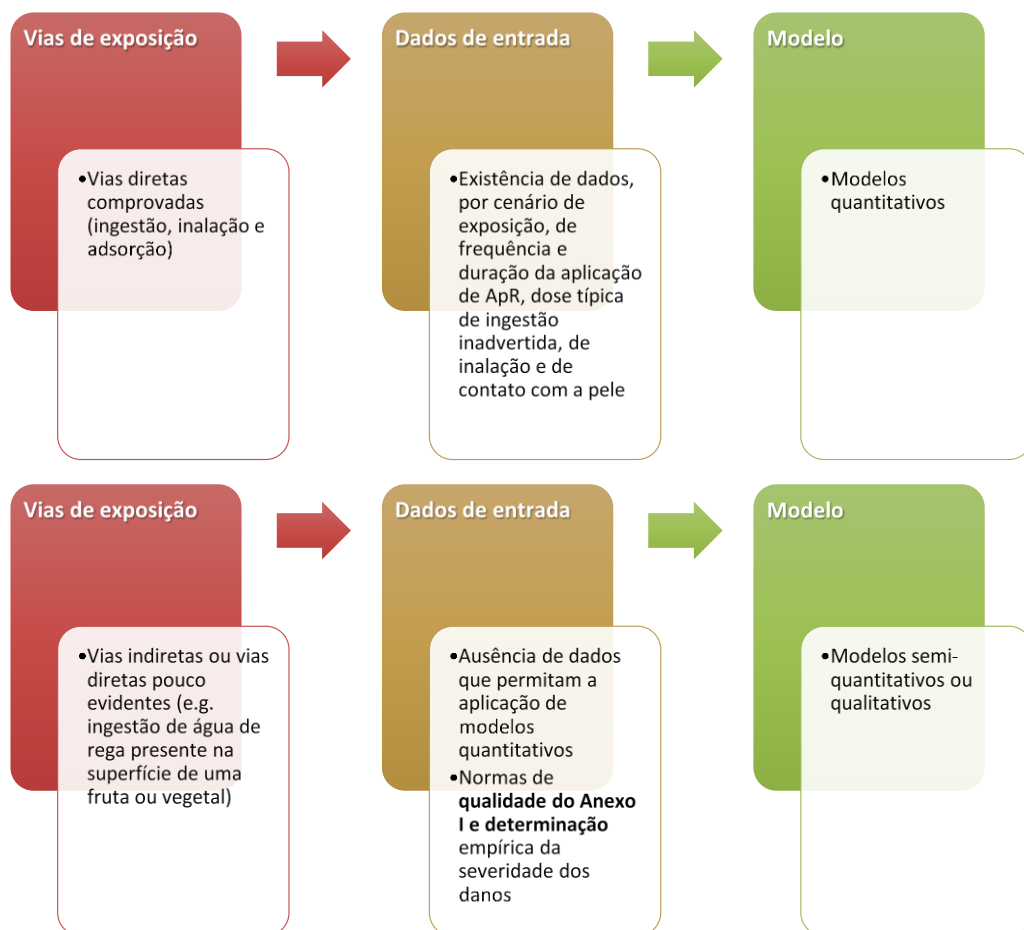 Vias de exposição
Dados de entrada
Modelo
•Vias diretas
comprovadas
(ingestão, inalação e
adsorção)
•Existência de dados,
por cenário de
exposição, de
frequência e
duração da aplicação
de ApR, dose típica
de ingestão
inadvertida, de
inalação e de
contato com a pele
•Modelos
quantitativos
Vias de exposição
Dados de entrada
Modelo
•Vias indiretas ou vias
diretas pouco
evidentes (e.g.
ingestão de água de
rega presente na
superfície de uma
fruta ou vegetal)
•Ausência de dados
que permitam a
aplicação de
modelos
quantitativos
•Normas de
qualidade do Anexo
I e determinação
empírica da
severidade dos
danos
•Modelos semi-
quantitativos ou
qualitativos